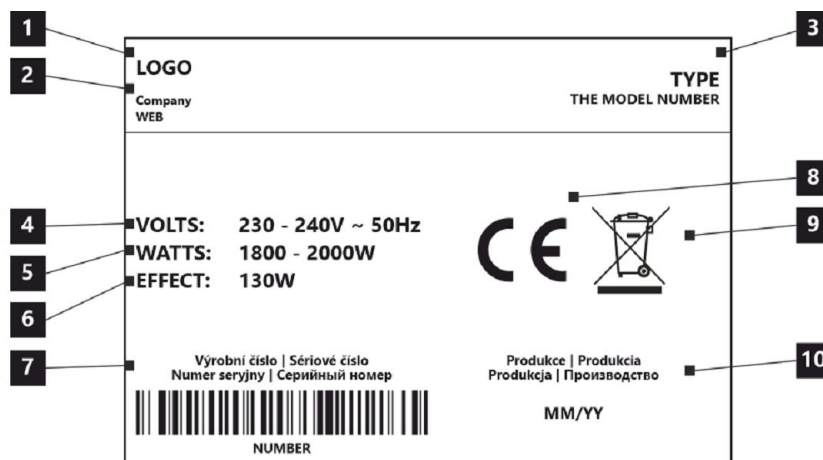 1
LOGO
2
Company
WEB
3
TYPE
THE MODEL NUMBER
4
VOLTS: 230 - 240V ~ 50Hz
5
WATTS: 1800 - 2000W
6
EFFECT: 130W
8
CE
9
7
Výrobní číslo | Sériové číslo
Numer seryjny | Серийный номер
NUMBER
10
Produkce | Produkcia
Produkcja | Производство
MM/YY